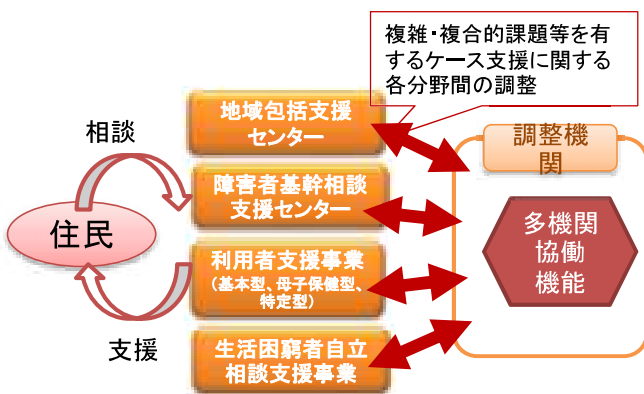 複雑・複合的課題等を有
するケース支援に関する
各分野間の調整
地域包括支援
センター
相談
調整機
関
障害者基幹相談
支援センター
住民
多機関
協働
機能
利用者支援事業
（基本型、母子保健型、
特定型）
支援
生活困窮者自立
相談支援事業